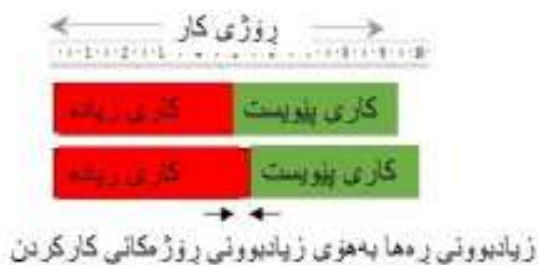 ڕۆژی کار
کاری پێویست کاری زیادە
کاری پێویست کاری زیادە
زیادبوونی ڕەها بەهۆی زیادبوونی ڕۆژەکانی کارکردن